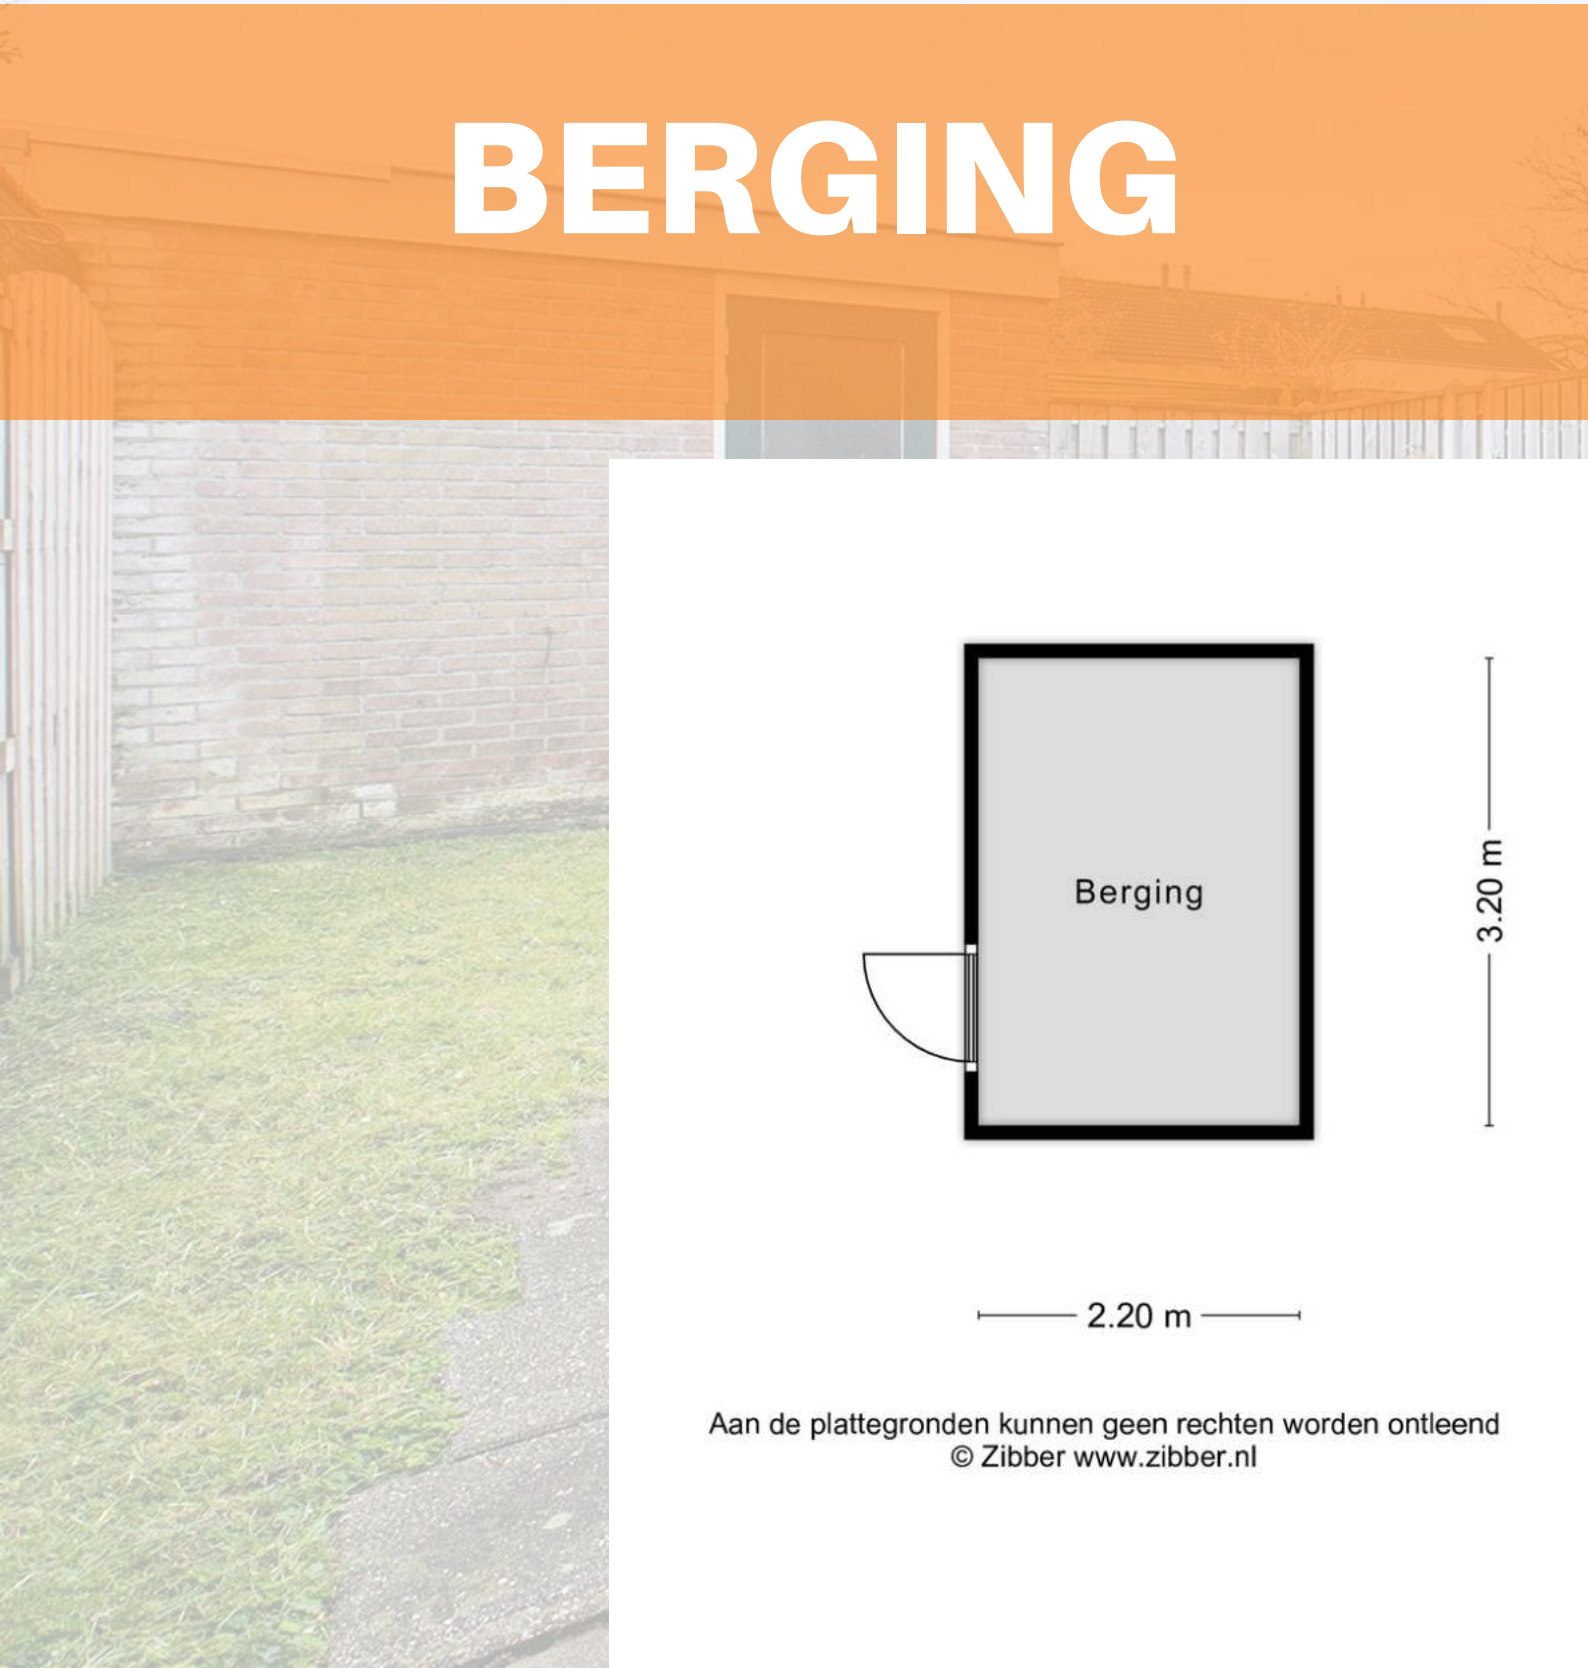 BERGING
Berging
3.20 m
2.20 m
Aan de plattegronden kunnen geen rechten worden ontleend
© Zibber www.zibber.nl